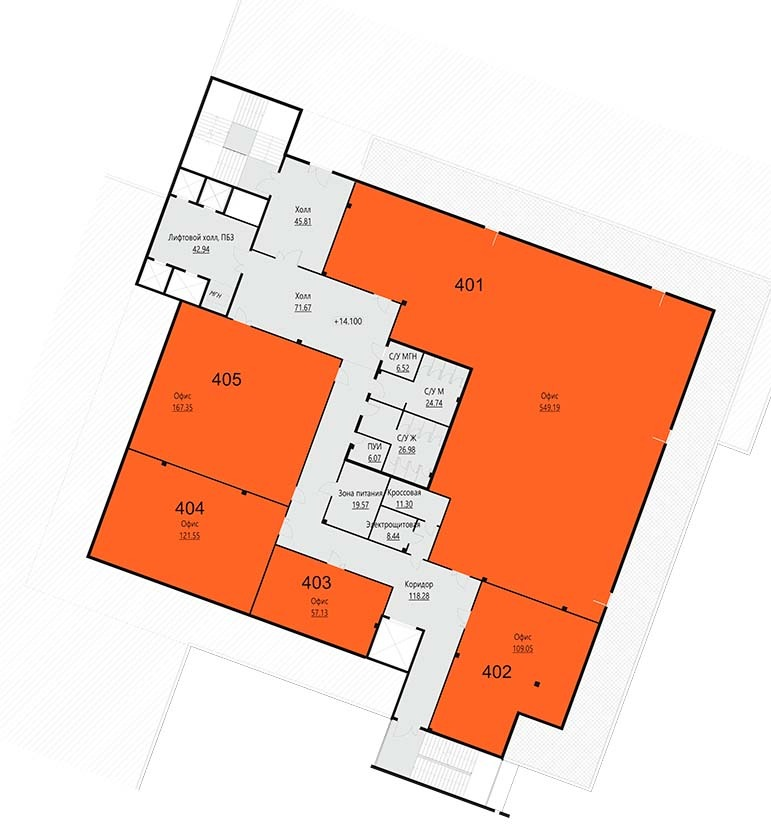 Холл
45.81
Лифтовой холл, ПБЗ
42.94
401
МГН
Холл
71.67
+14.100
С/У МГН
6.52
405
Офис
167.35
С/У М
24.74
Офис
549.19
С/У Ж
26.98
ПУИ
6.07
Зона питания
19.57
Кроссовая
11.30
404
Офис
121.55
Электрощитовая
8.44
403
Офис
57.13
Коридор
118.28
Офис
109.05
402